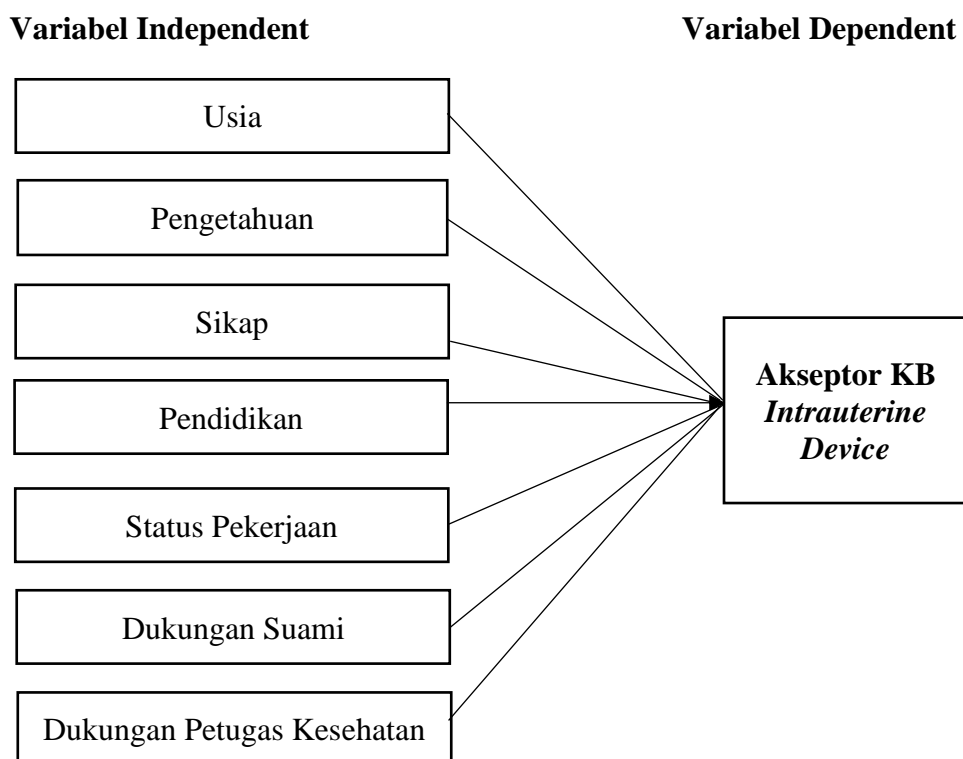 Variabel Independent
Variabel Dependent
Usia
Pengetahuan
Sikap
Pendidikan
Status Pekerjaan
Dukungan Suami
Dukungan Petugas Kesehatan
Akseptor KB
Intrauterine
Device